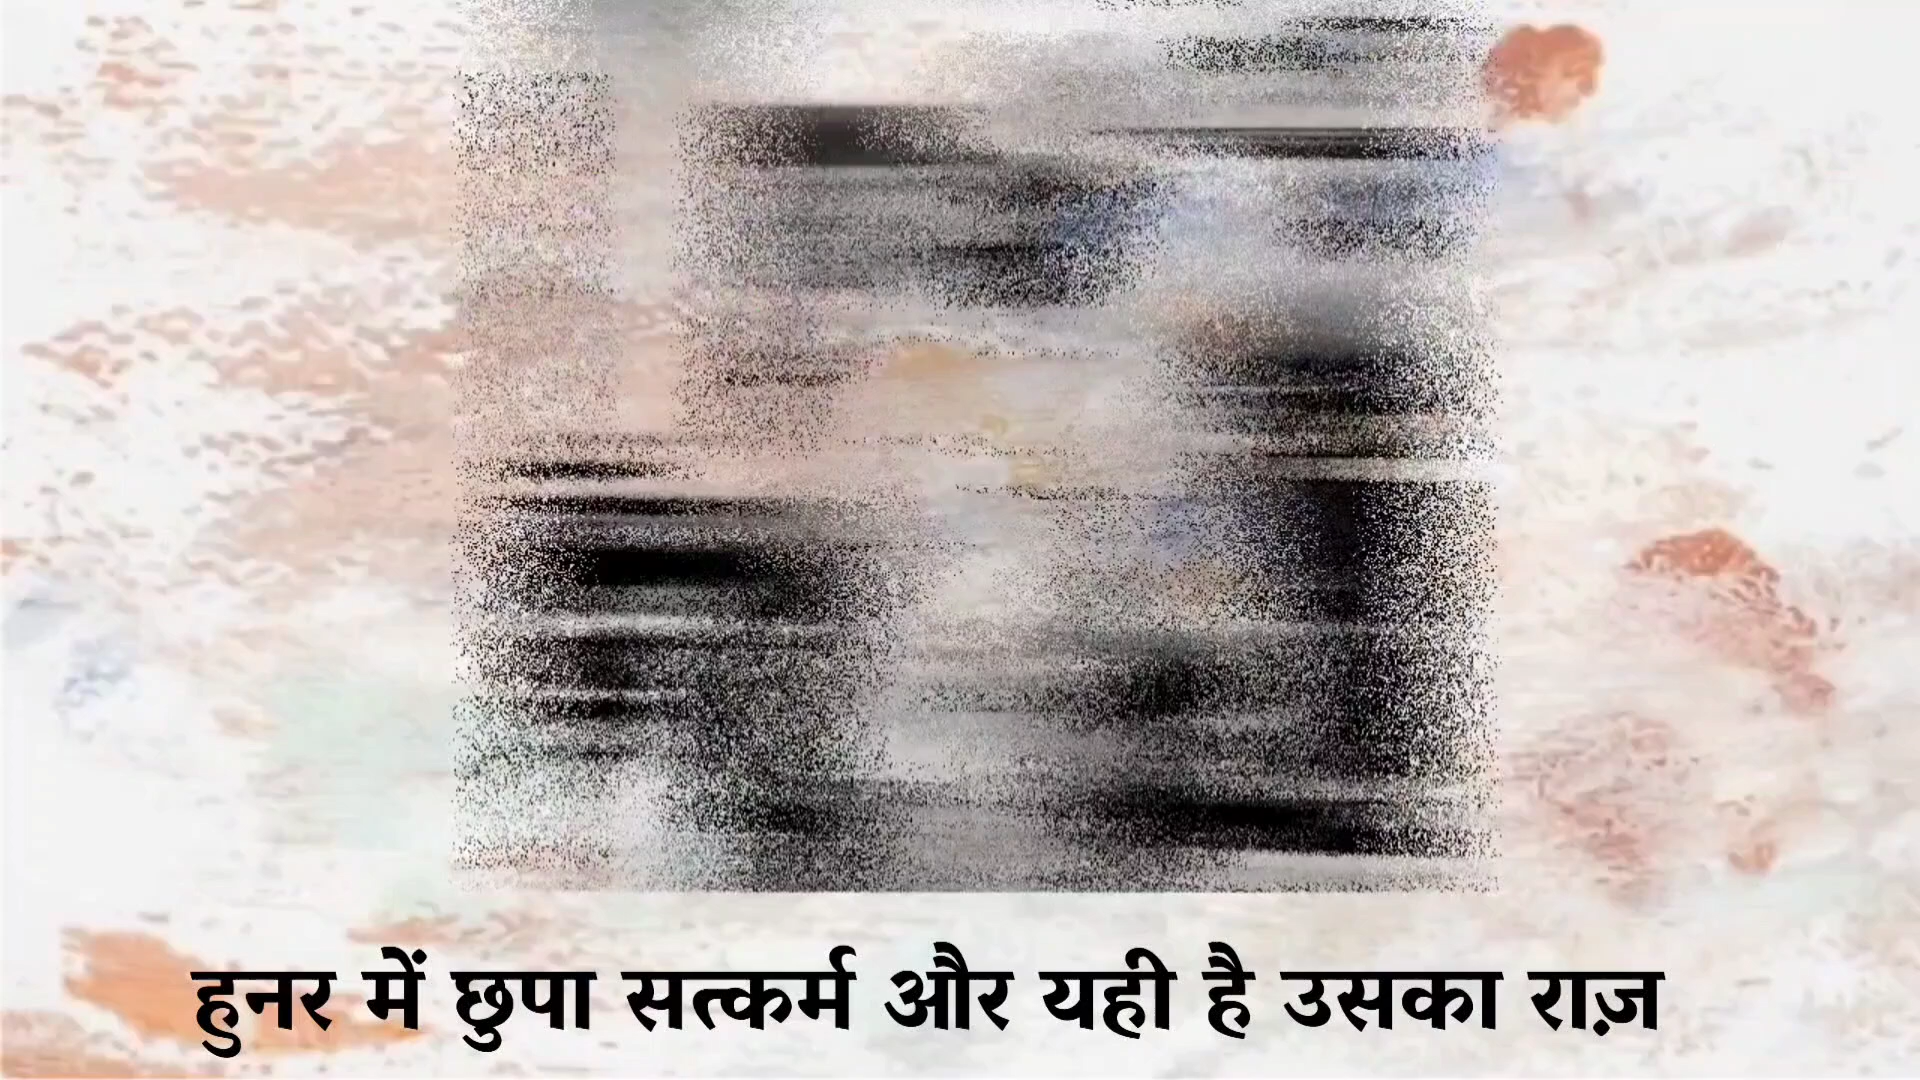 हुनर में छुपा सत्कर्म और यही है उसका राज़